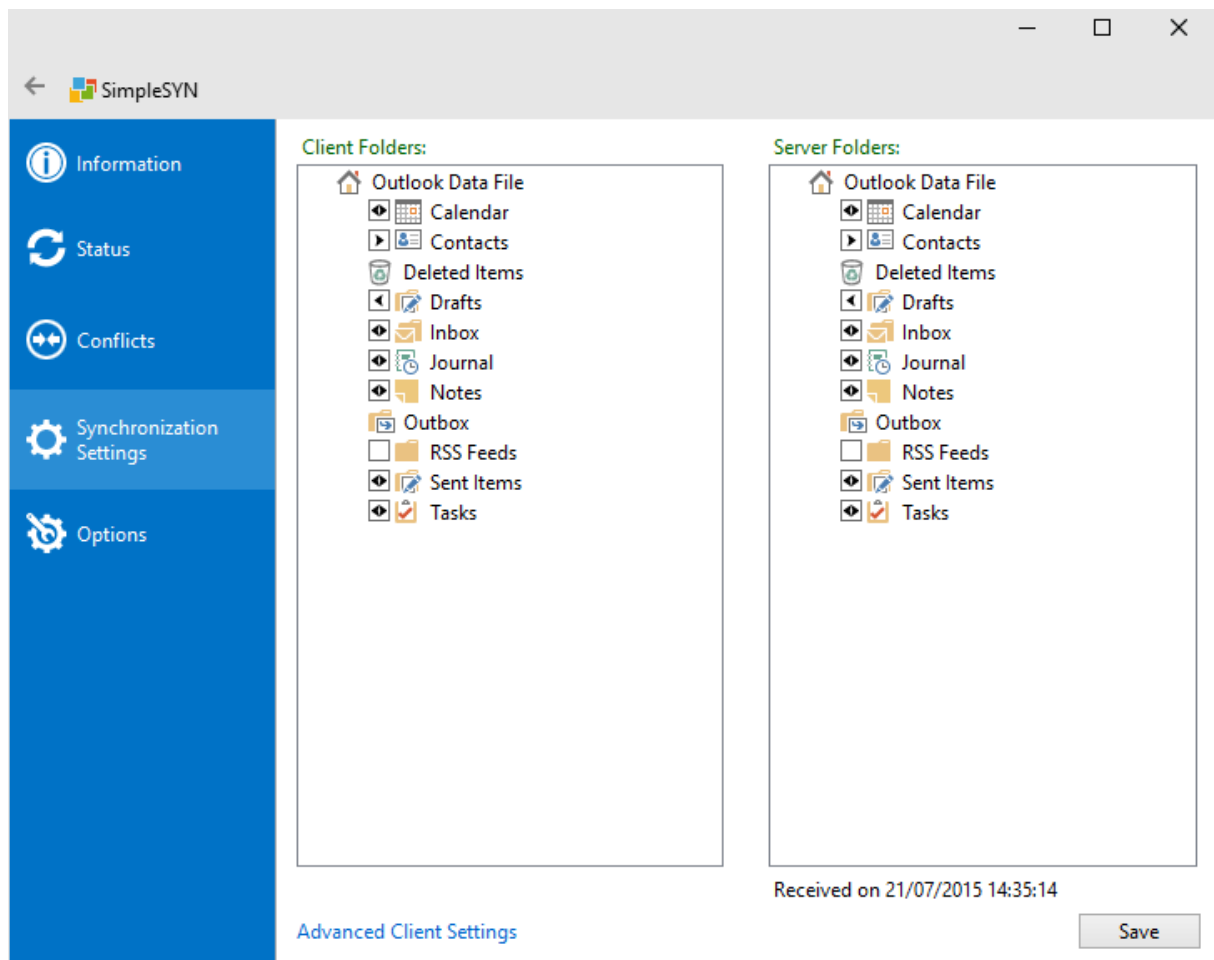 SimpleSYN
Information
Status
Conflicts
Synchronization
Settings
Options
Client Folders:
Outlook Data File
Calendar
Contacts
Deleted Items
Drafts
Inbox
Journal
Notes
Outbox
RSS Feeds
Sent Items
Tasks
Advanced Client Settings
Server Folders:
Outlook Data File
Calendar
Contacts
Deleted Items
Drafts
Inbox
Journal
Notes
Outbox
RSS Feeds
Sent Items
Tasks
Received on 21/07/2015 14:35:14
Save